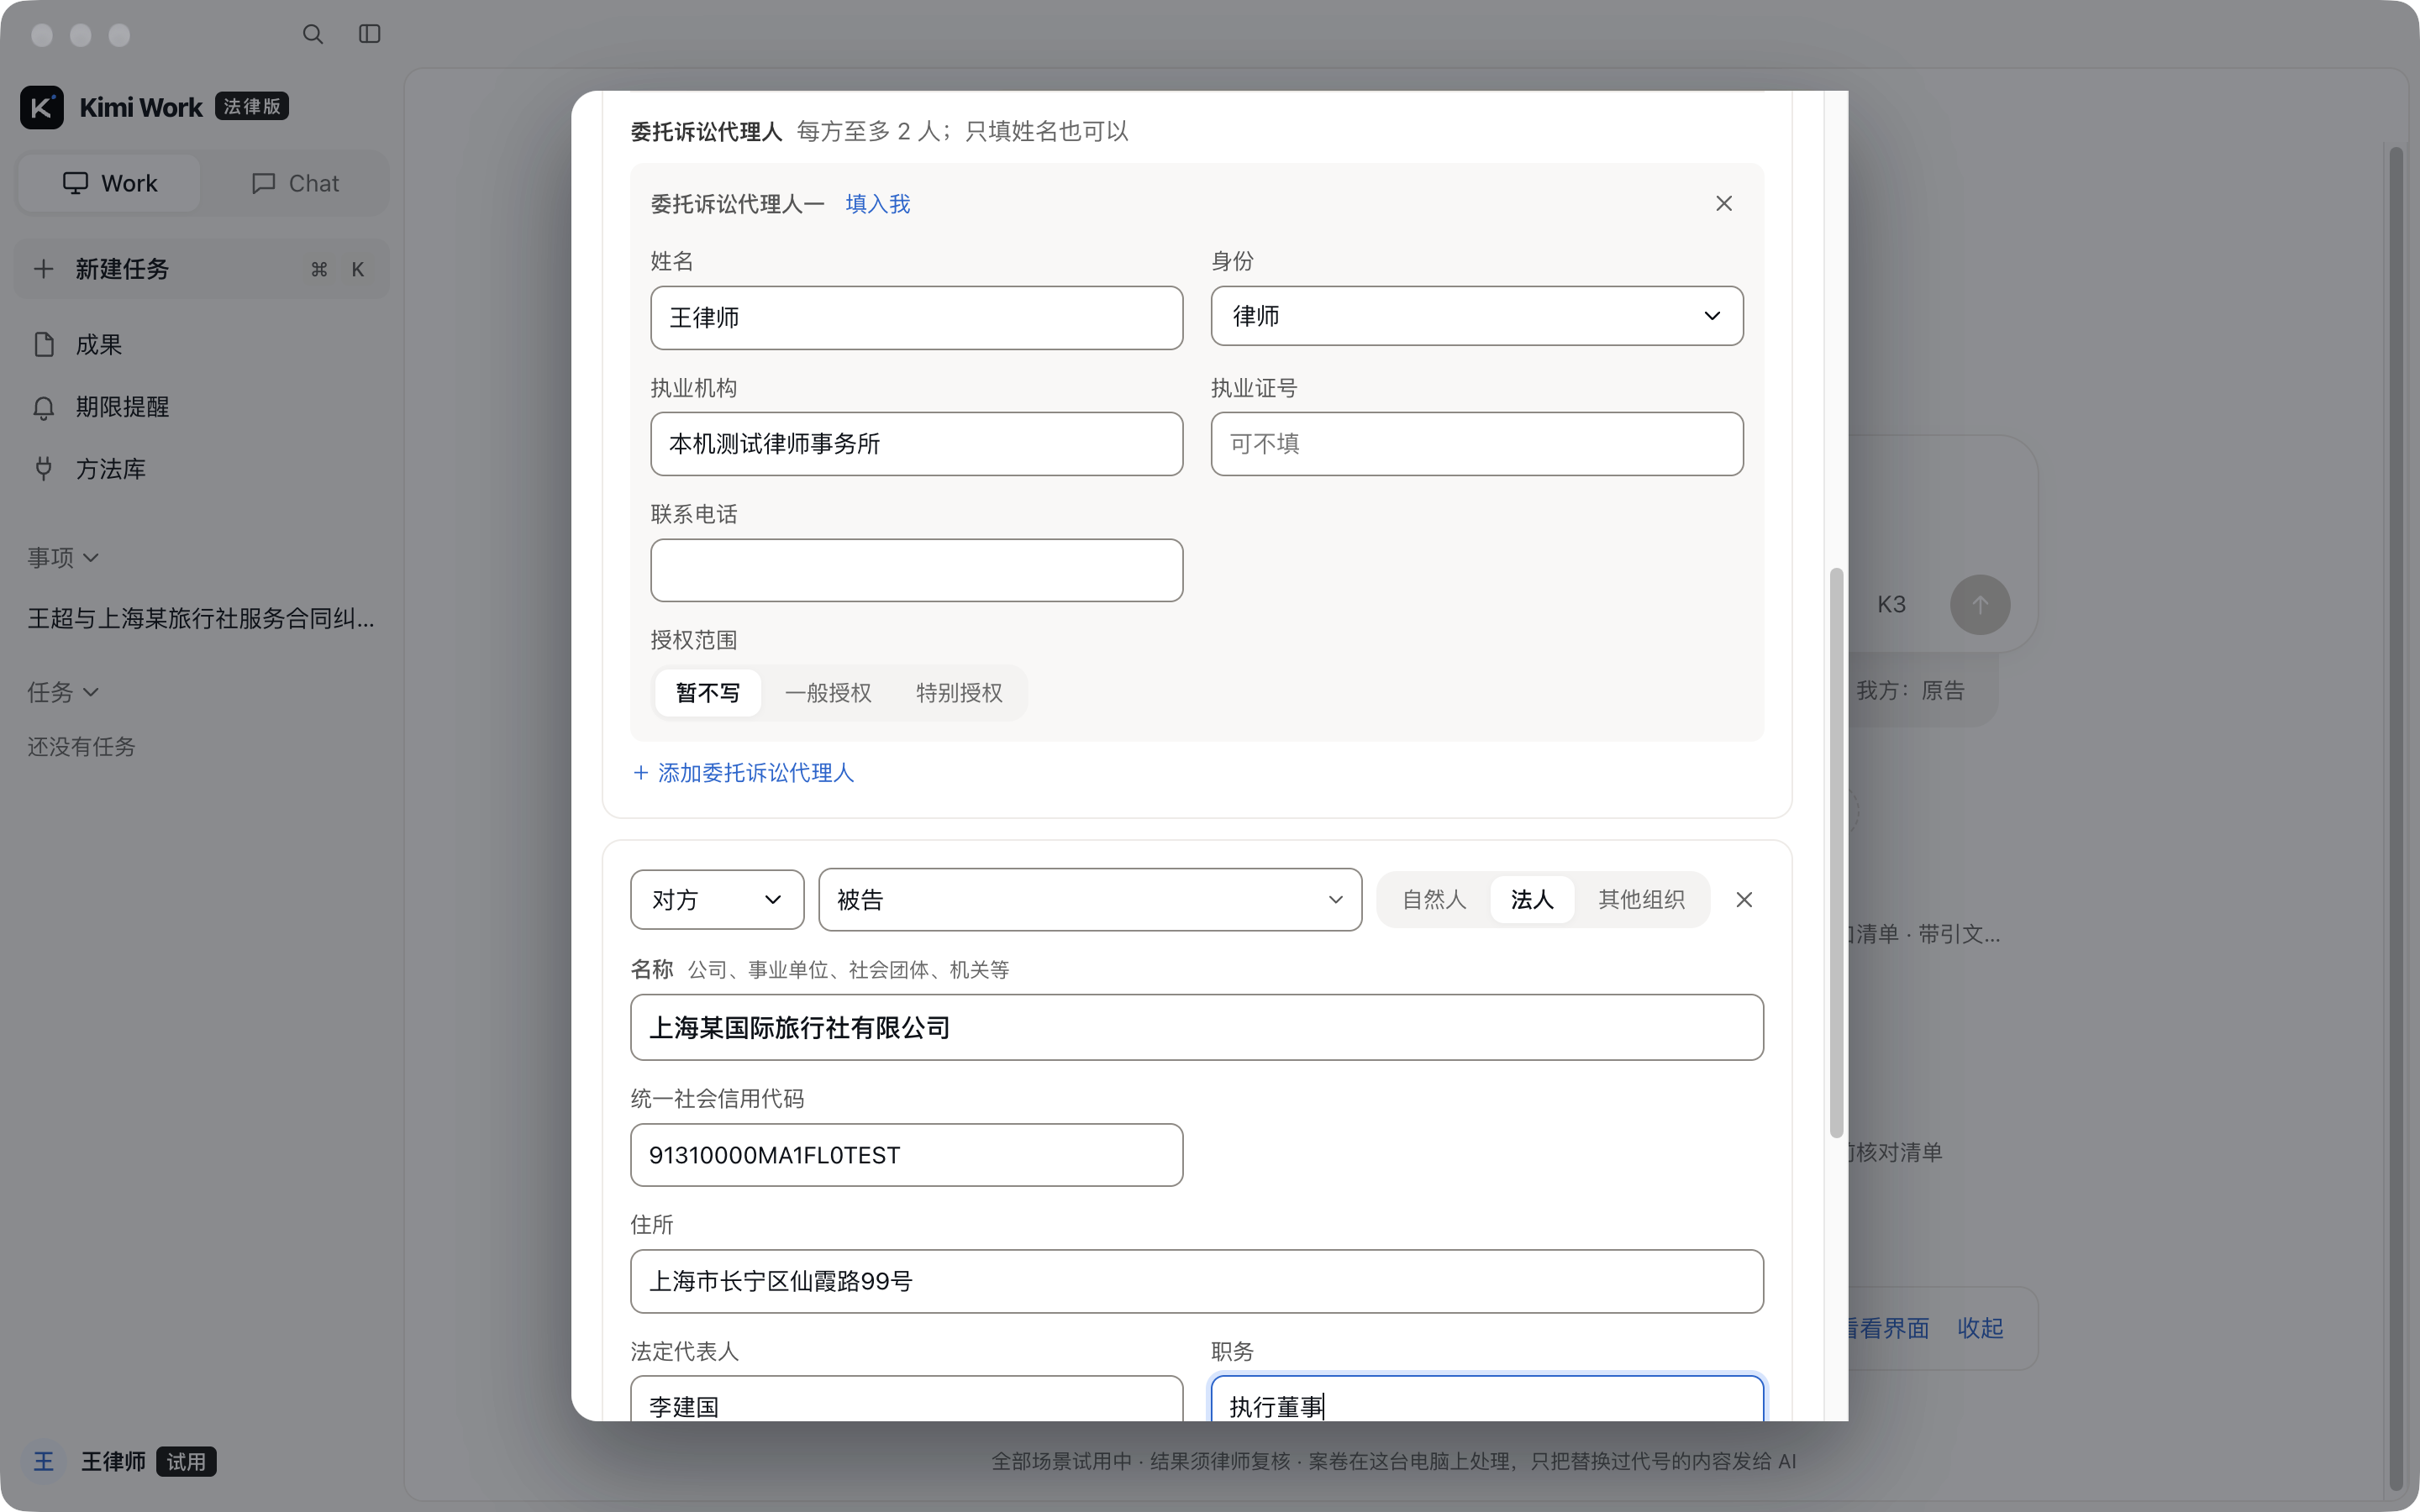 Kimi Work 法律版
Work
Chat
新建任务 ⌘ K
成果
期限提醒
方法库
事项
王超与上海某旅行社服务合同纠...
任务
还没有任务
王 王律师 试用
委托诉讼代理人 每方至多 2 人；只填姓名也可以
委托诉讼代理人一 填入我
姓名 身份
王律师 律师
执业机构 执业证号
本机测试律师事务所 可不填
联系电话
授权范围
暂不写 一般授权 特别授权
+ 添加委托诉讼代理人
对方 被告 自然人 法人 其他组织
名称 公司、事业单位、社会团体、机关等
上海某国际旅行社有限公司
统一社会信用代码
91310000MA1FL0TEST
住所
上海市长宁区仙霞路99号
法定代表人 职务
李建国 执行董事
K3
我方：原告
清单 · 带引文...
核对清单
看界面 收起
全部场景试用中 · 结果须律师复核 · 案卷在这台电脑上处理，只把替换过代号的内容发给 AI